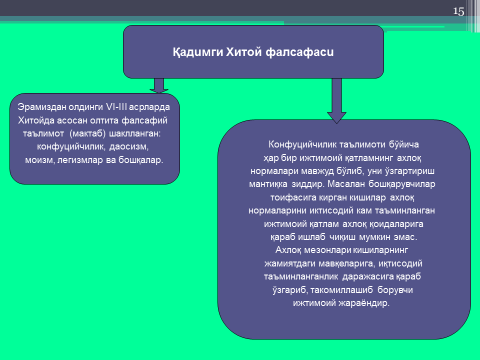 15
Қадимги Хитой фалсафаси
Эрамиздан олдинги VI-III асрларда
Хитойда асосан олтита фалсафий
таълимот (мактаб) шаклланган:
конфуцийчилик, даосизм,
моизм, легизмлар ва бошқалар.
Конфуцийчилик таълимоти бўйича
ҳар бир ижтимоий қатламнинг ахлоқ
нормалари мавжуд бўлиб, уни ўзгартириш
мантиққа зиддир. Масалан бошқарувчилар
тоифасига кирган кишилар ахлоқ
нормаларини иктисодий кам таъминланган
ижтимоий қатлам ахлоқ қоидаларига
қараб ишлаб чиқиш мумкин эмас.
Ахлоқ мезонлари кишиларнинг
жамиятдаги мавқеларига, иқтисодий
таъминланганлик даражасига қараб
ўзгариб, такомиллашиб борувчи
ижтимоий жараёндир.